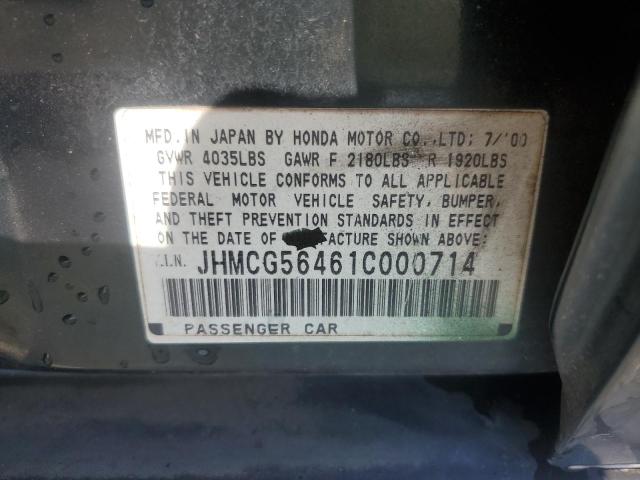 MFD. IN JAPAN BY HONDA MOTOR CO.,LTD; 7/'00
GVWR 4035LBS GAWR F 2180LBS R 1920LBS
THIS VEHICLE CONFORMS TO ALL APPLICABLE
FEDERAL MOTOR VEHICLE SAFETY, BUMPER,
AND THEFT PREVENTION STANDARDS IN EFFECT
ON THE DATE OF FACTURE SHOWN ABOVE:
.I.N. JHMCG56461C000714
PASSENGER CAR